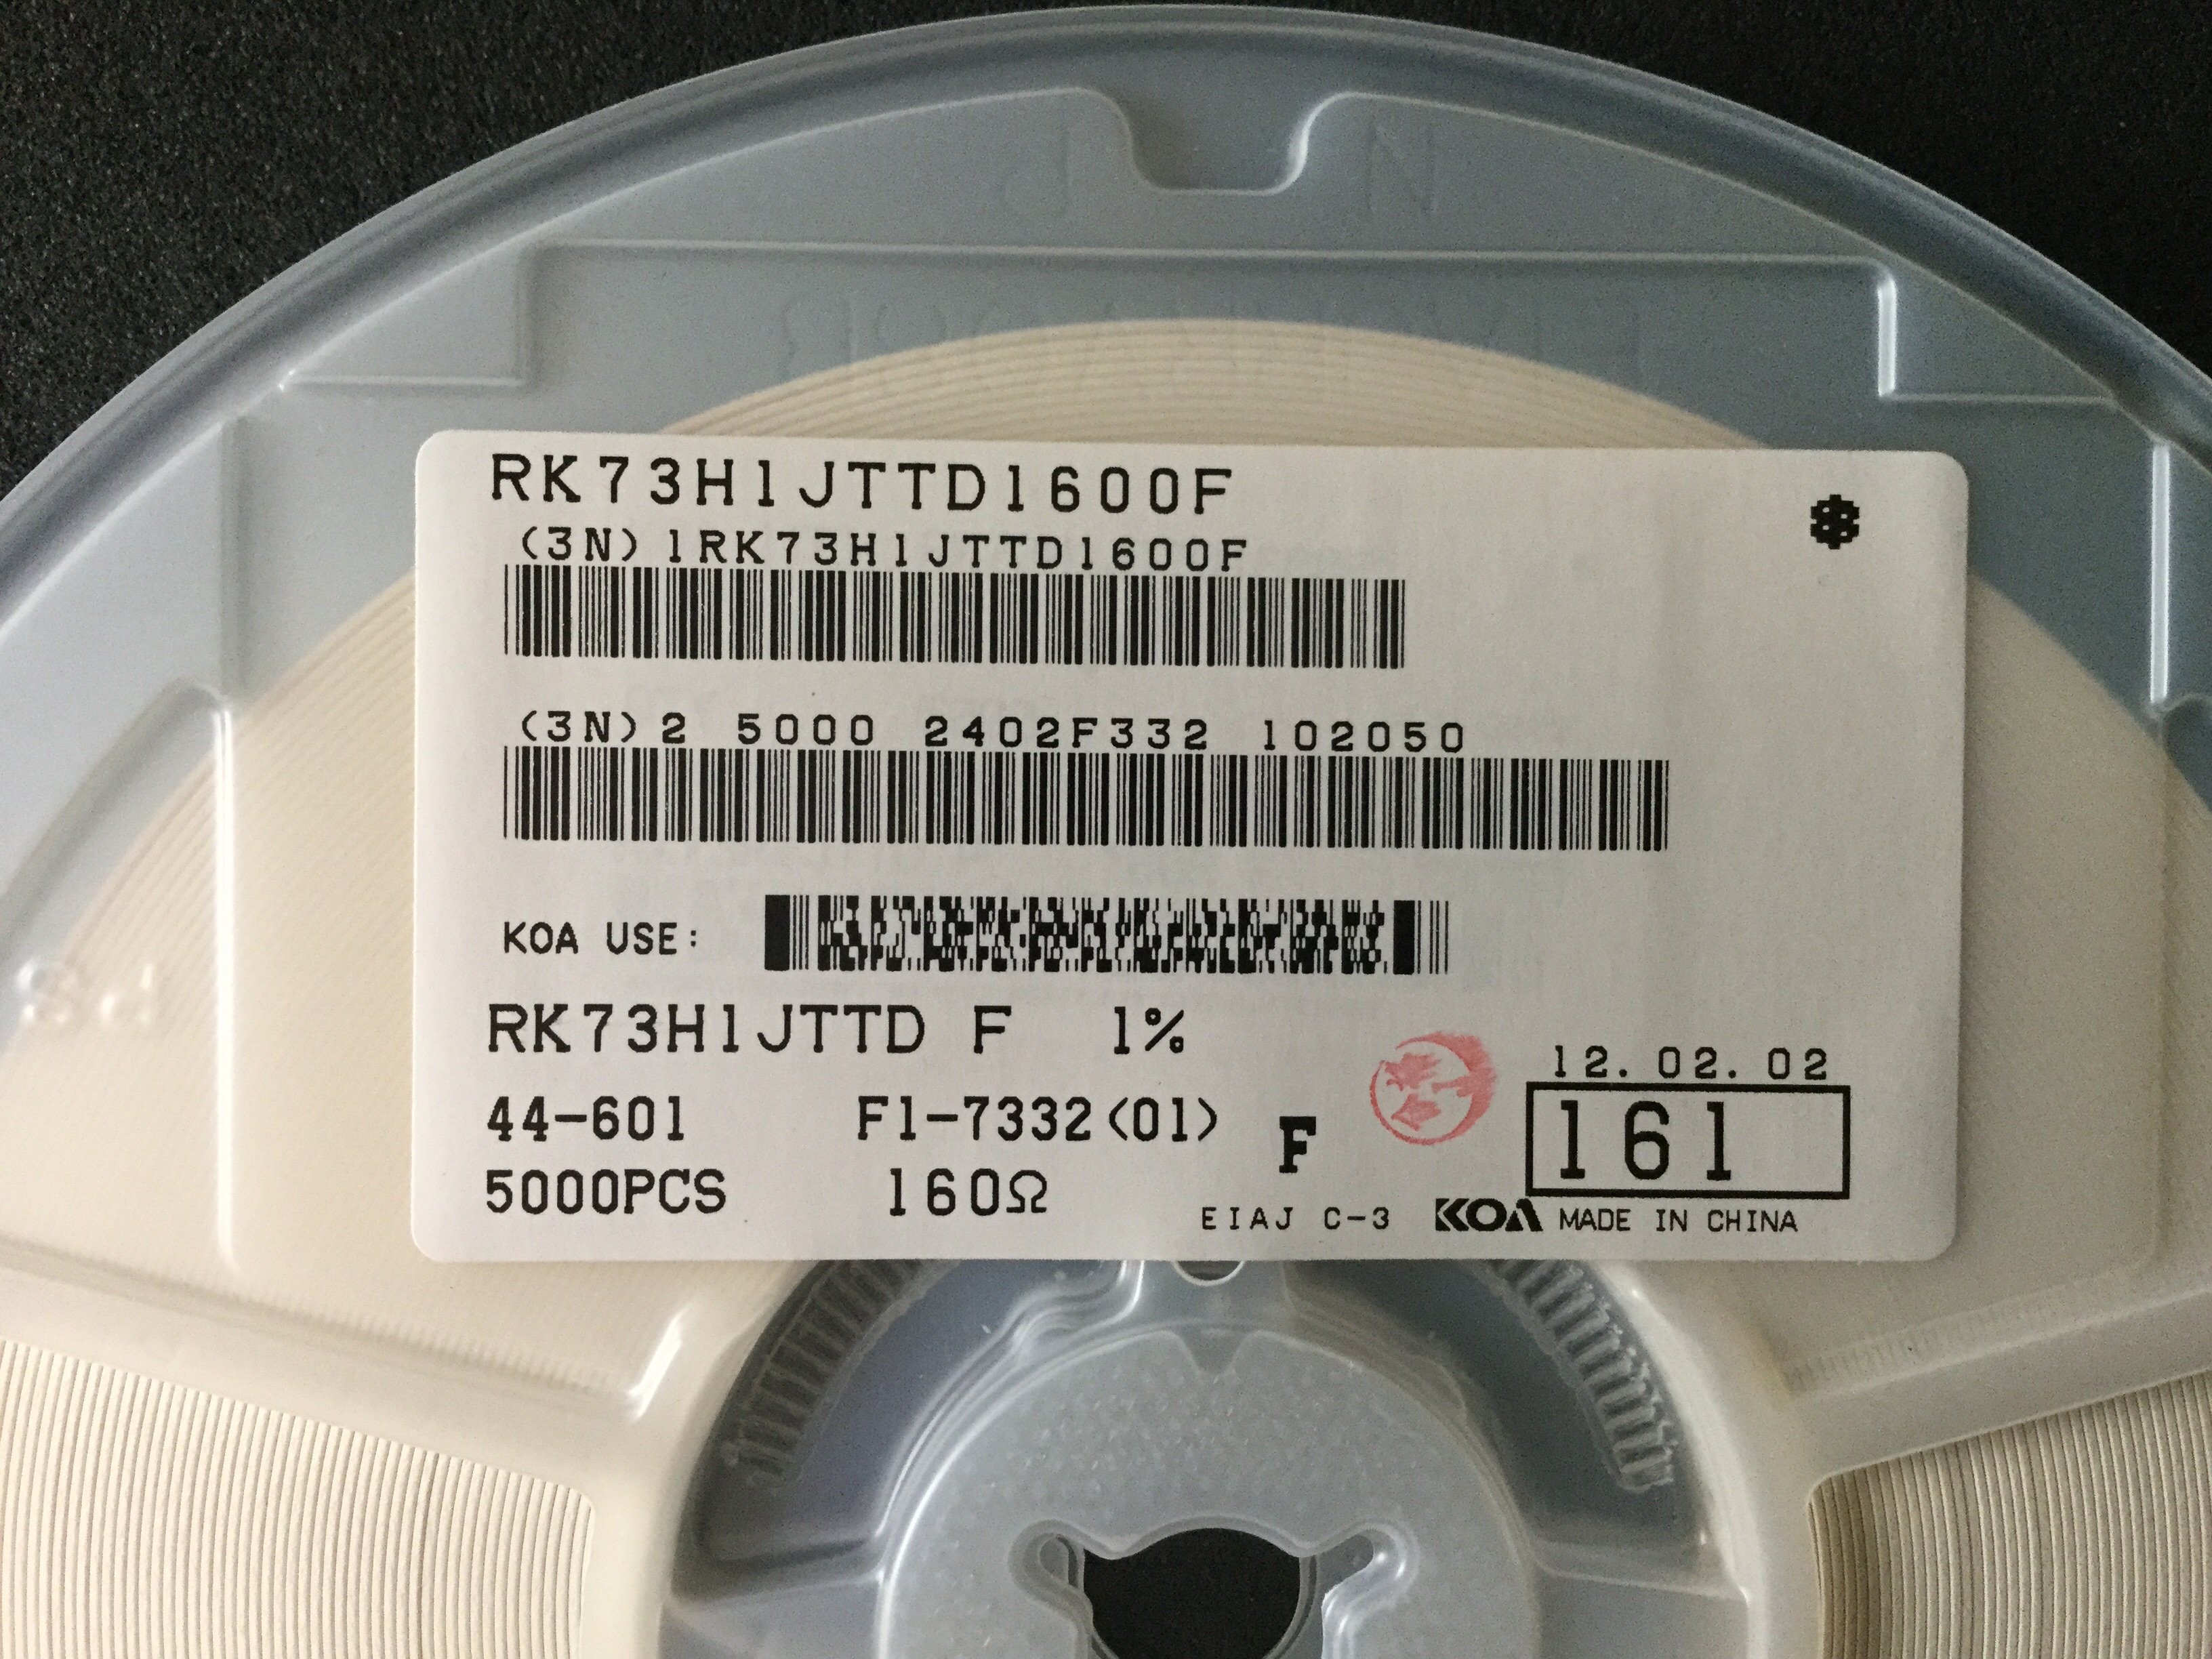 RK73H1JTTD1600F
(3N)1RK73H1JTTD1600F
(3N)2 5000 2402F332 102050
KOA USE:
RK73H1JTTD F 1%
44-601 F1-7332(01) F
12.02.02
161
5000PCS 160Ω
EIAJ C-3 KOA MADE IN CHINA